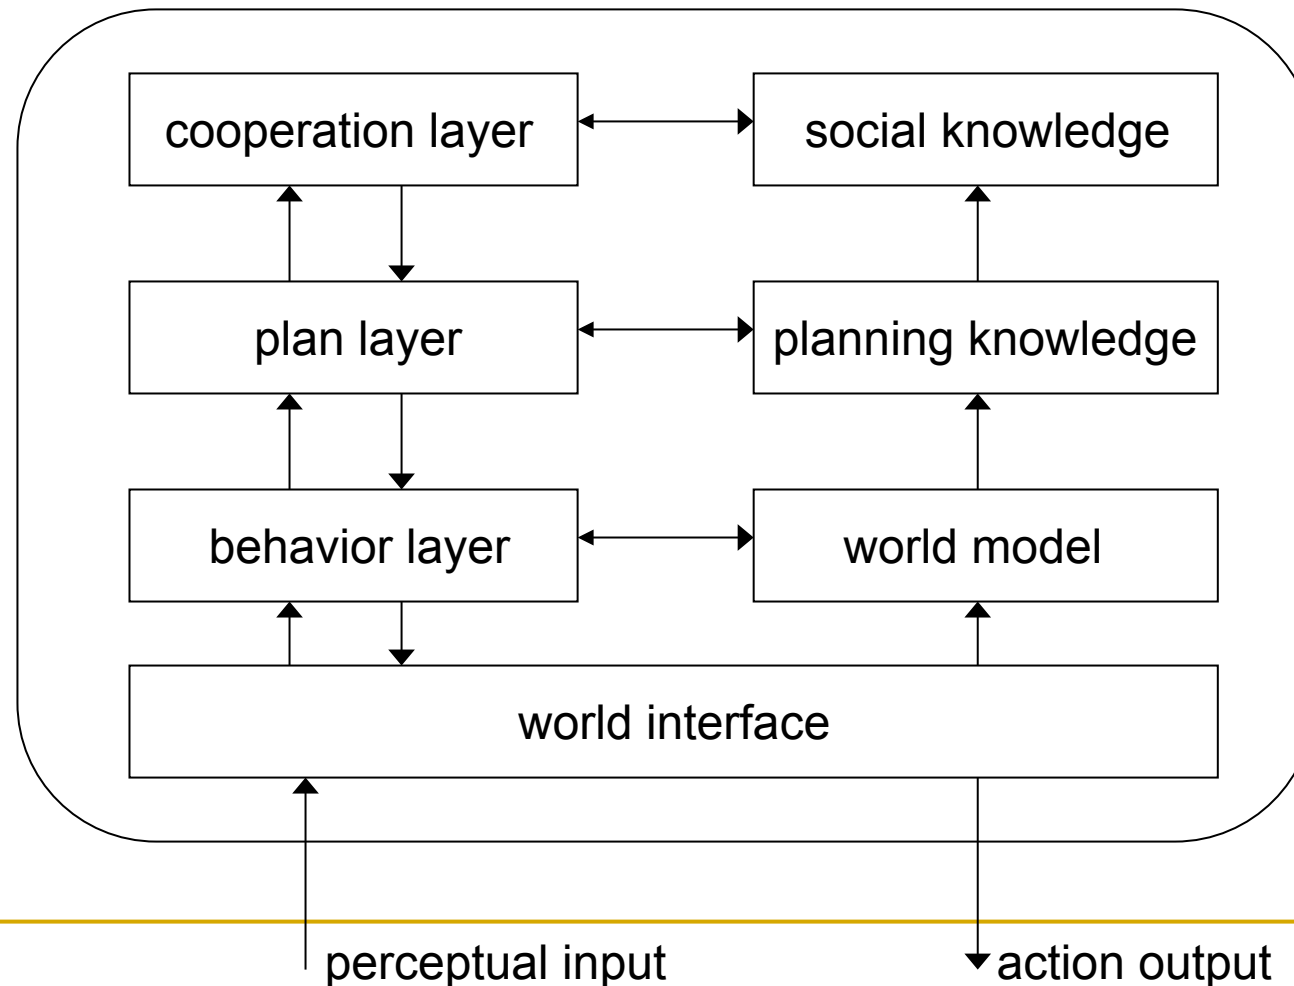 cooperation layer
social knowledge
plan layer
planning knowledge
behavior layer
world model
world interface
perceptual input
action output